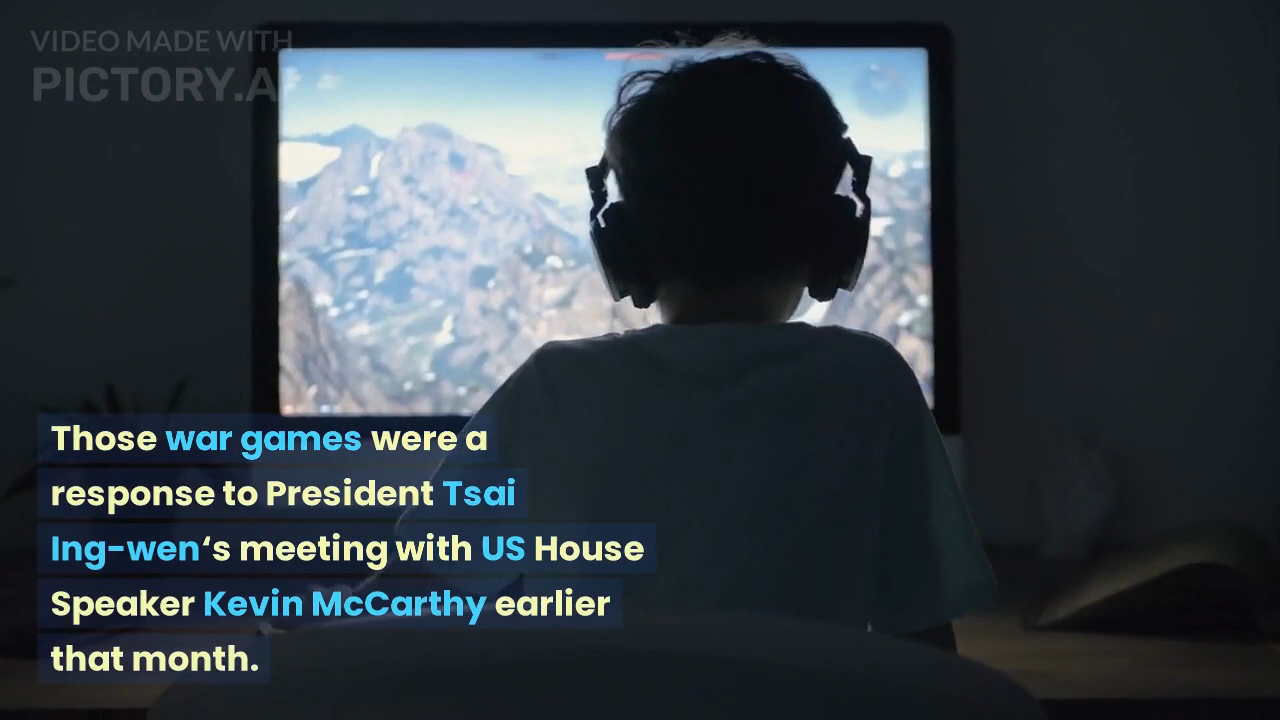 VIDEO MADE WITH
PICTORY.A
Those war games were a
response to President Tsai
Ing-wen‘s meeting with US House
Speaker Kevin McCarthy earlier
that month.